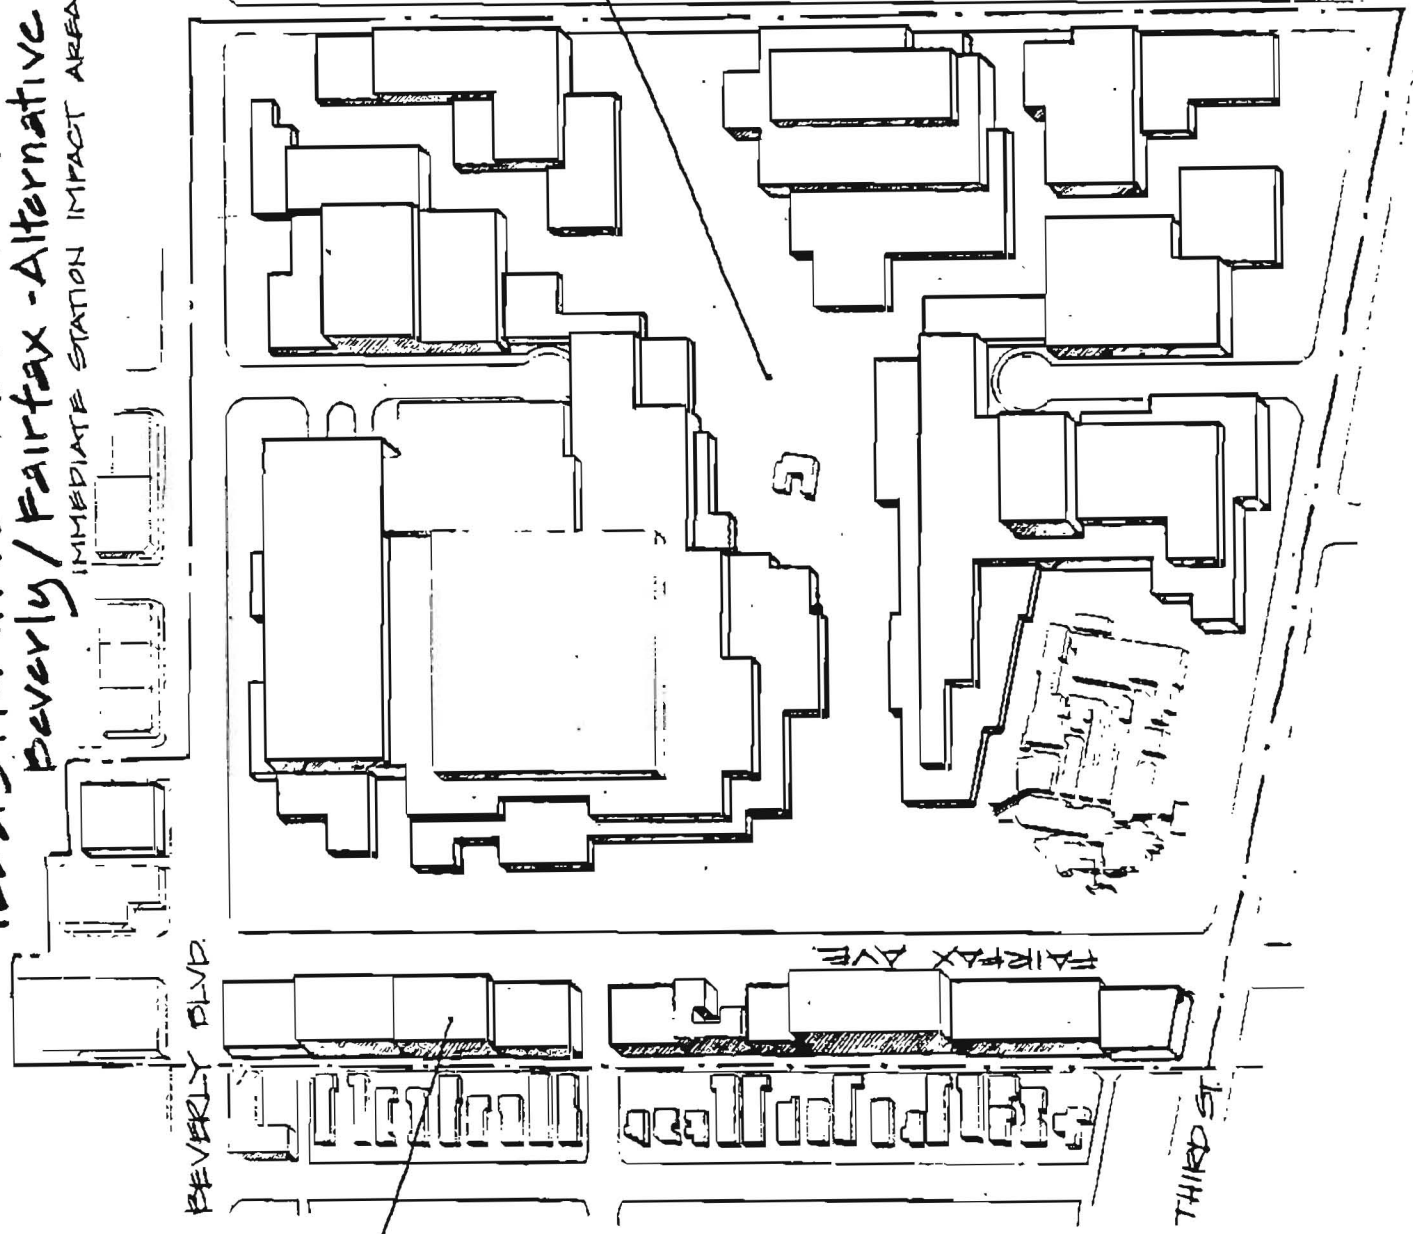 Beverly/Fairfax - Alternative
IMMEDIATE STATION IMPACT AREA
BEVERLY BLVD.
FAIRFAX AVE
THIRD ST.